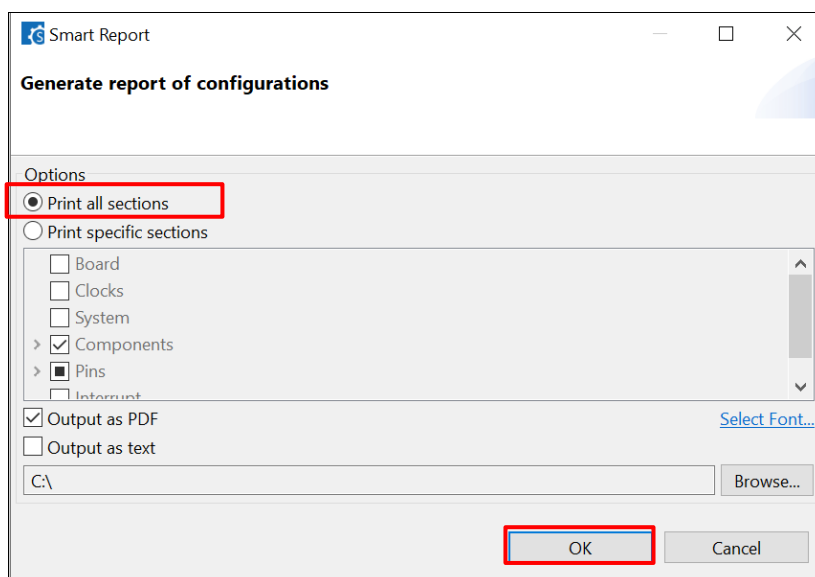 Smart Report
Generate report of configurations
Options
Print all sections
Print specific sections
Board
Clocks
System
Components
Pins
Interrupt
Output as PDF
Select Font...
Output as text
C:\
Browse...
OK
Cancel